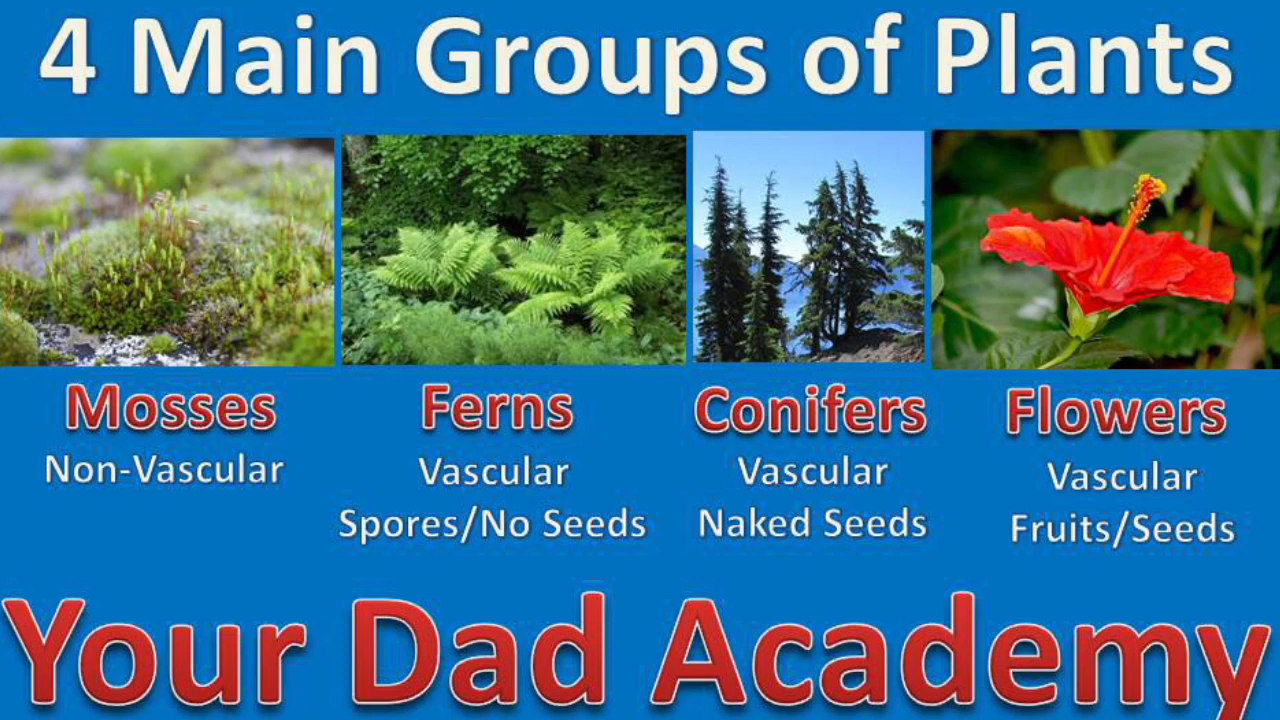 4 Main Groups of Plants
Mosses
Non-Vascular
Ferns
Vascular
Spores/No Seeds
Conifers
Vascular
Naked Seeds
Flowers
Vascular
Fruits/Seeds
Your Dad Academy